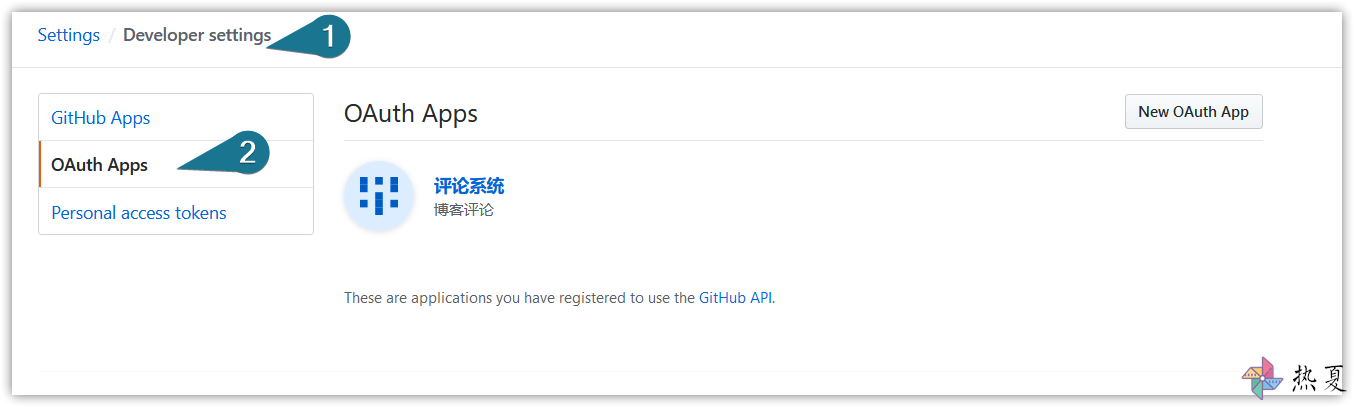 Settings / Developer settings
1
GitHub Apps
OAuth Apps
2
Personal access tokens
OAuth Apps
New OAuth App
评论系统
博客评论
These are applications you have registered to use the GitHub API.
热夏